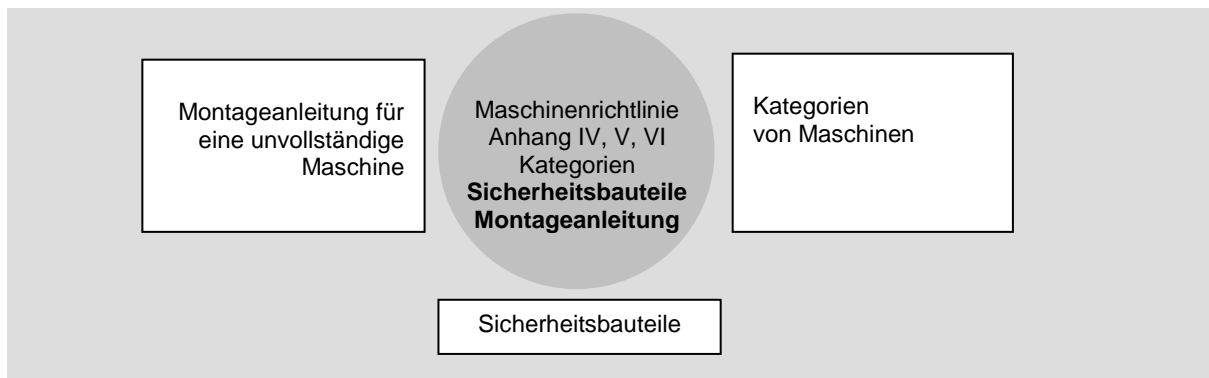 Montageanleitung für
eine unvollständige
Maschine
Maschinenrichtlinie
Anhang IV, V, VI
Kategorien
Sicherheitsbauteile
Montageanleitung
Kategorien
von Maschinen
Sicherheitsbauteile